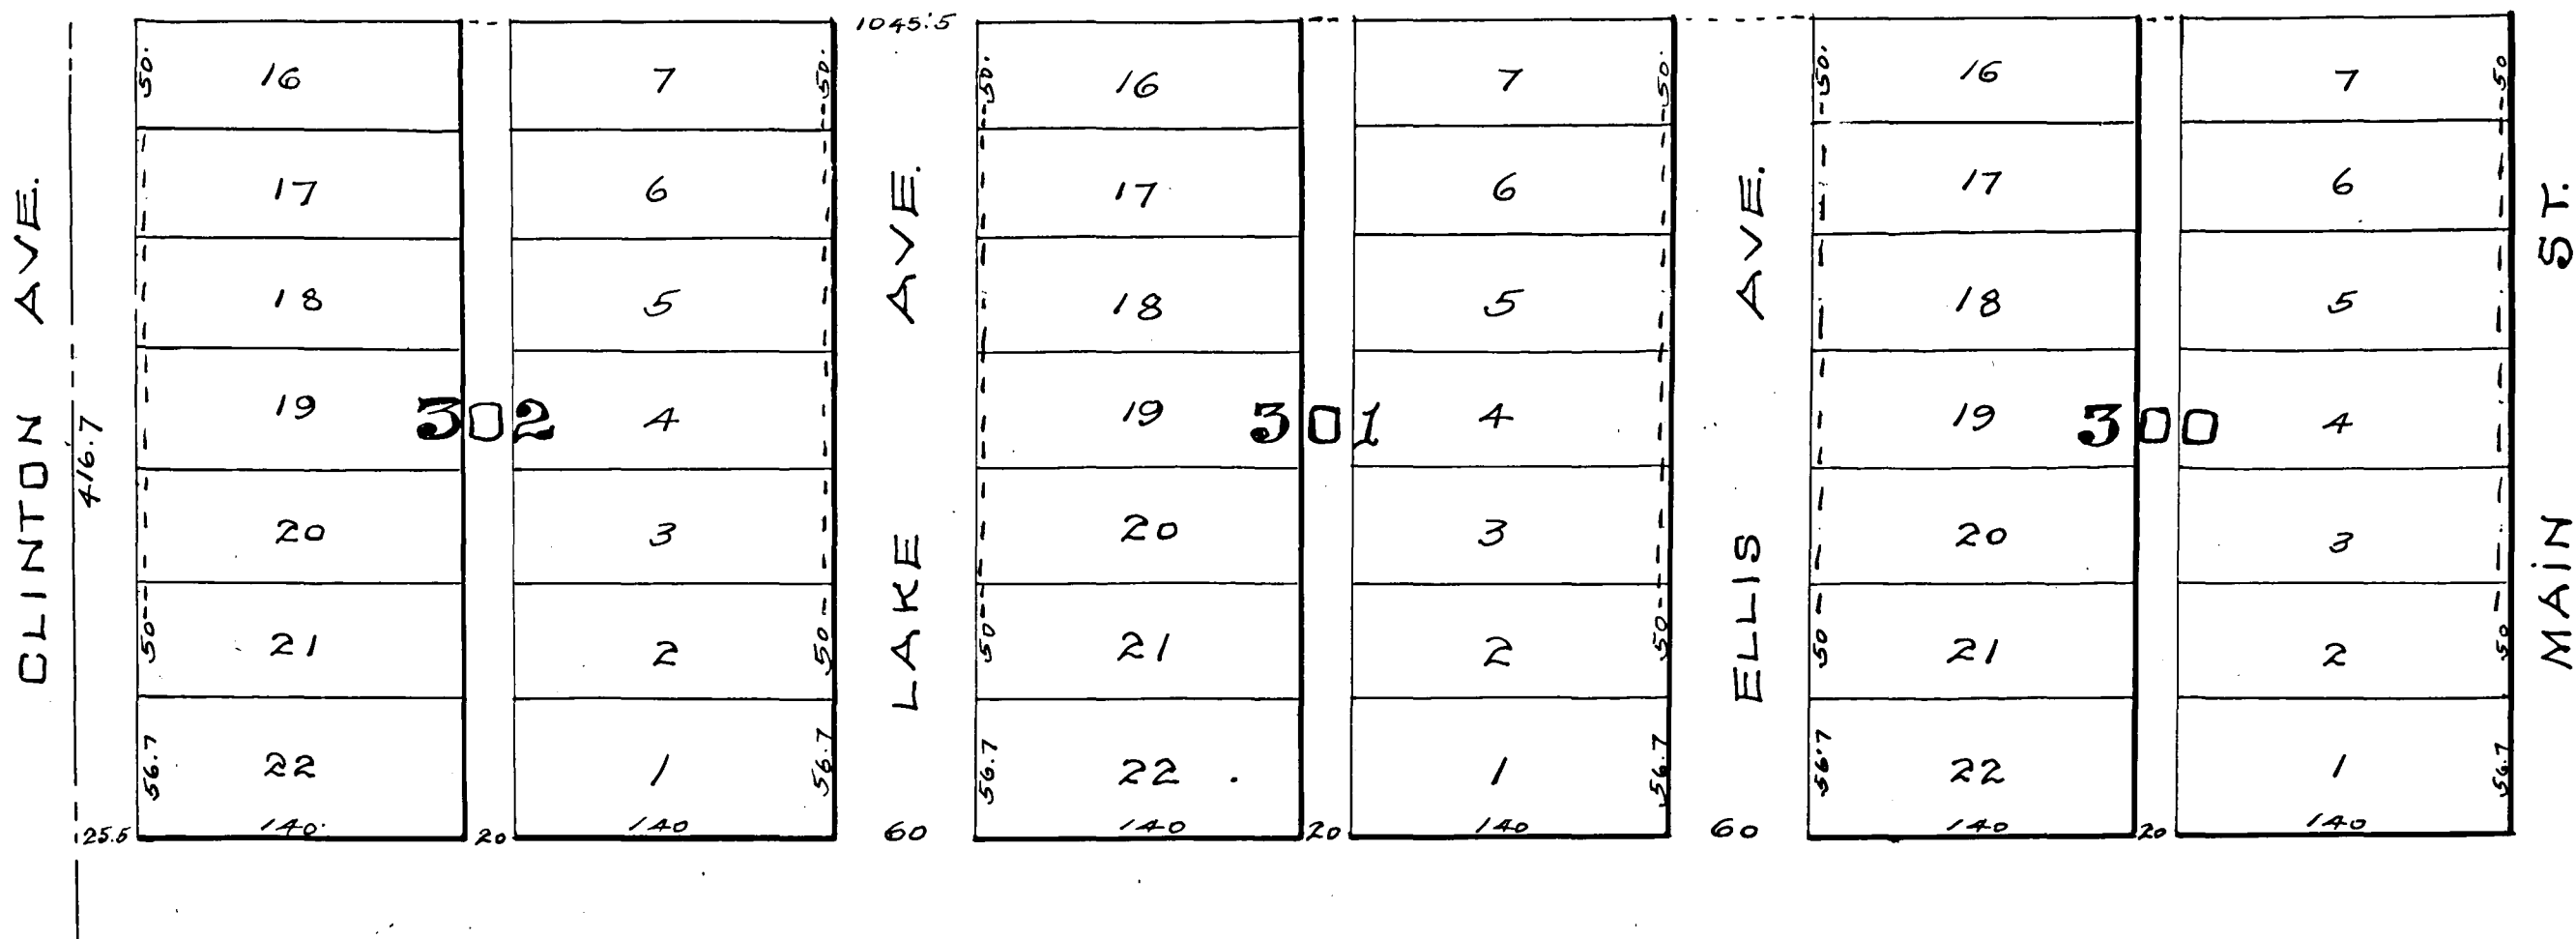 1045.5
50. 16 7 50. 50. 16 7 50. 50. 16 7 50
17 6 17 6 17 6
18 5 18 5 18 5
19 302 4 19 301 4 19 300 4
20 3 20 3 20 3
50 21 2 50 50 21 2 50 50 21 2 50
56.7 22 1 56.7 56.7 22 1 56.7 56.7 22 1 56.7
25.5 140 20 140 60 140 20 140 60 140 20 140
416.7
CLINTON AVE.
LAKE AVE.
ELLIS AVE.
MAIN ST.